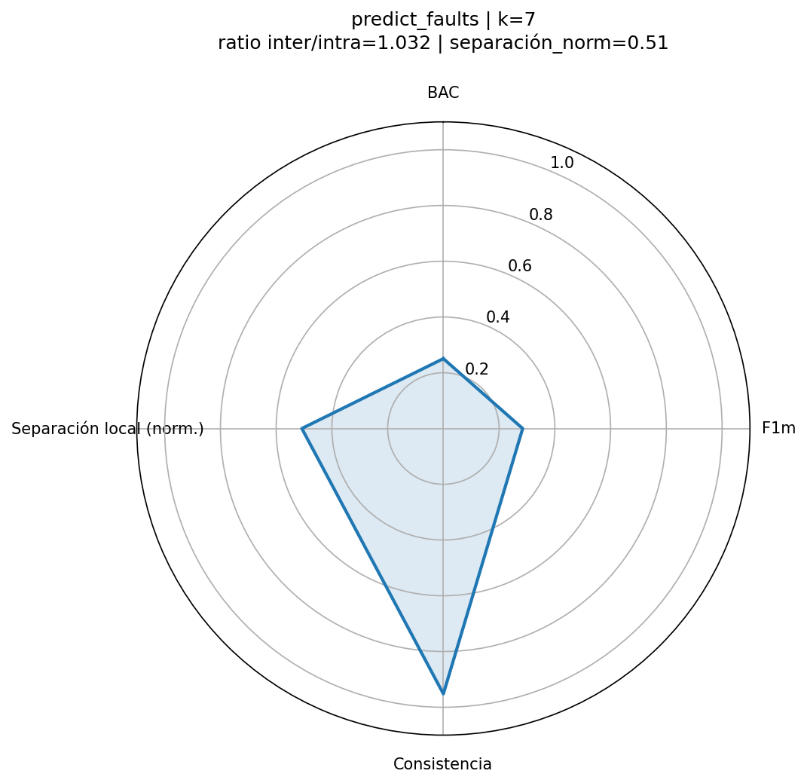 predict_faults | k=7
ratio inter/intra=1.032 | separación_norm=0.51
BAC
1.0
0.8
0.6
0.4
0.2
Separación local (norm.)
F1m
Consistencia